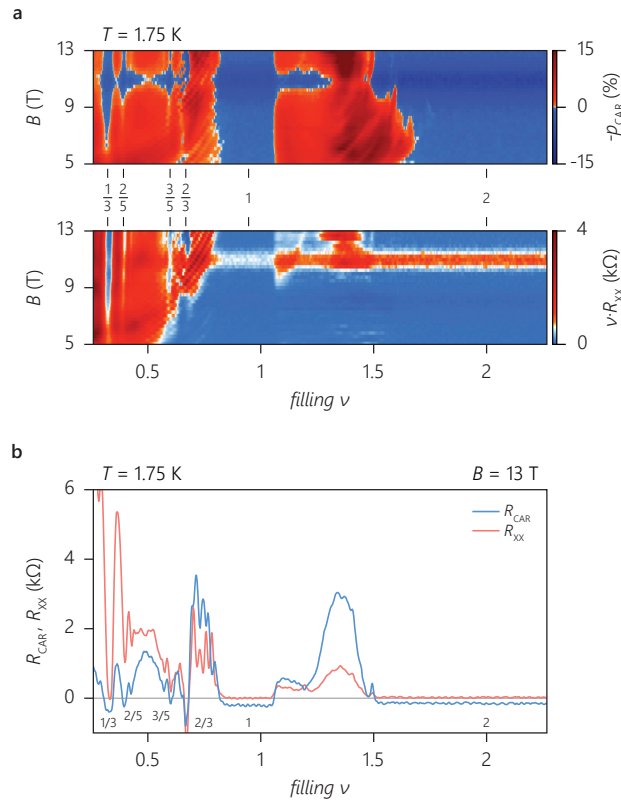 a
T = 1.75 K
13
9
5
B (T)
15
0
-15
-p_CAR (%)
1/3 2/5 3/5 2/3 1 2
13
9
5
B (T)
4
0
ν·R_XX (kΩ)
0.5 1 1.5 2
filling ν
b
T = 1.75 K B = 13 T
6
4
2
0
R_CAR, R_XX (kΩ)
R_CAR
R_XX
1/3 2/5 3/5 2/3 1 2
0.5 1 1.5 2
filling ν